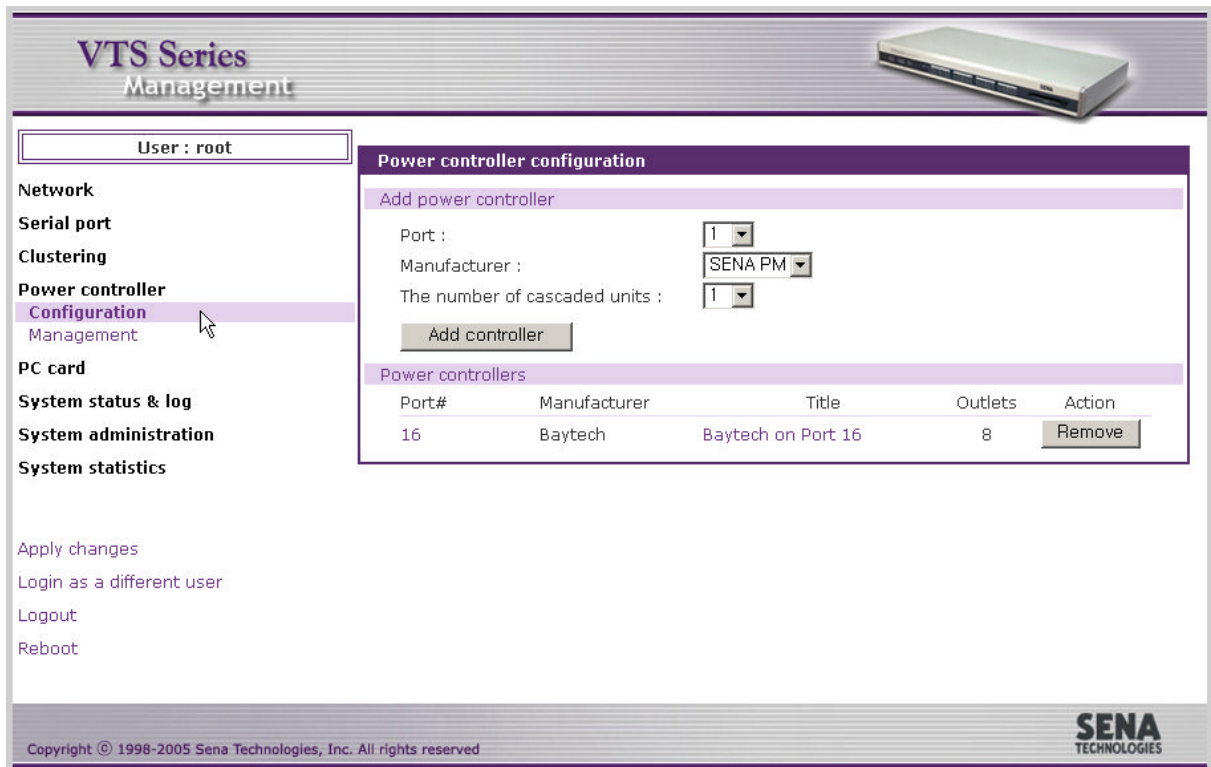 VTS Series
Management
User : root
Network
Serial port
Clustering
Power controller
Configuration
Management
PC card
System status & log
System administration
System statistics
Apply changes
Login as a different user
Logout
Reboot
Power controller configuration
Add power controller
Port : 1
Manufacturer : SENA PM
The number of cascaded units : 1
Add controller
Power controllers
Port# Manufacturer Title Outlets Action
16 Baytech Baytech on Port 16 8 Remove
Copyright © 1998-2005 Sena Technologies, Inc. All rights reserved
SENA
TECHNOLOGIES